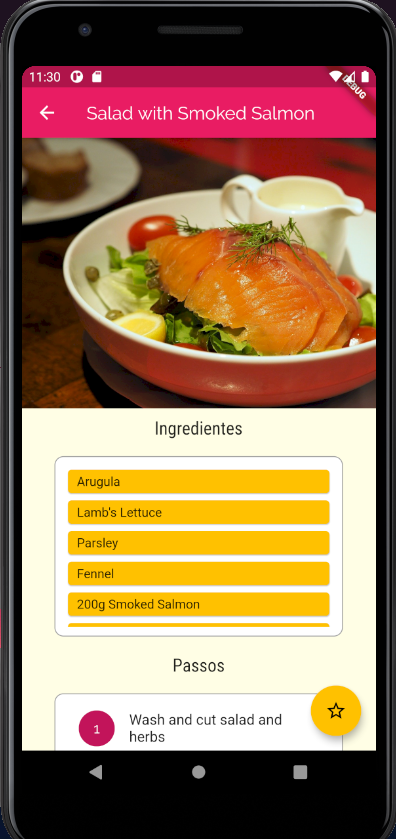 11:30
DEBUG
Salad with Smoked Salmon
Ingredientes
Arugula
Lamb's Lettuce
Parsley
Fennel
200g Smoked Salmon
Passos
1
Wash and cut salad and
herbs